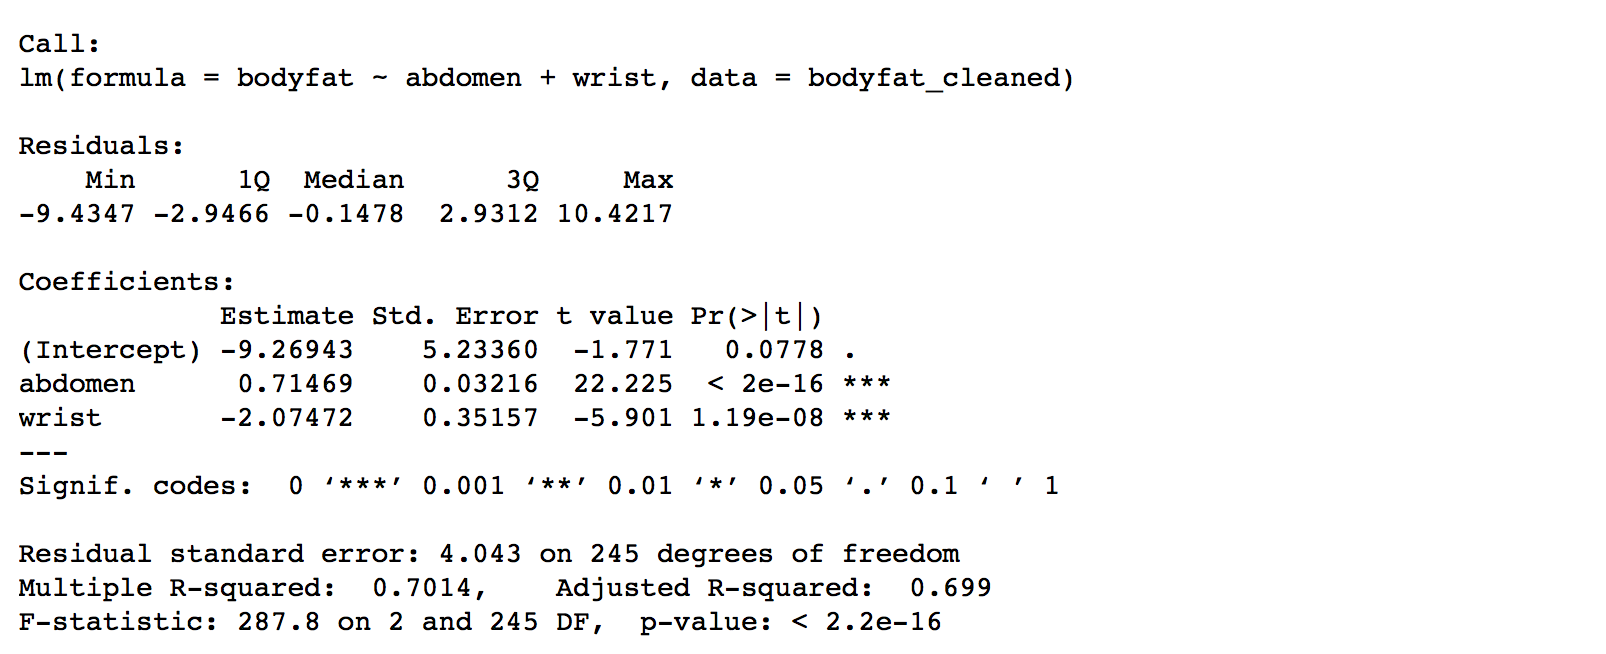 Call:
lm(formula = bodyfat ~ abdomen + wrist, data = bodyfat_cleaned)
Residuals:
    Min      1Q  Median      3Q     Max
-9.4347 -2.9466 -0.1478  2.9312 10.4217
Coefficients:
            Estimate Std. Error t value Pr(>|t|)
(Intercept) -9.26943    5.23360  -1.771   0.0778 .
abdomen      0.71469    0.03216  22.225  < 2e-16 ***
wrist       -2.07472    0.35157  -5.901 1.19e-08 ***
---
Signif. codes:  0 ‘***’ 0.001 ‘**’ 0.01 ‘*’ 0.05 ‘.’ 0.1 ‘ ’ 1
Residual standard error: 4.043 on 245 degrees of freedom
Multiple R-squared:  0.7014,    Adjusted R-squared:  0.699
F-statistic: 287.8 on 2 and 245 DF,  p-value: < 2.2e-16